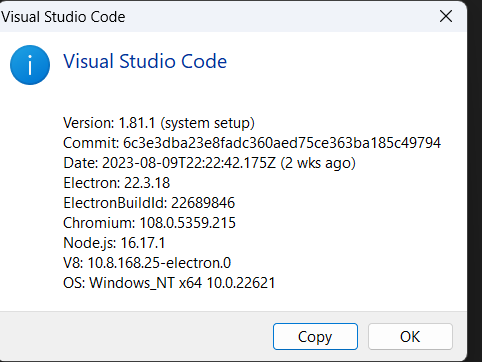 Visual Studio Code
Visual Studio Code
Version: 1.81.1 (system setup)
Commit: 6c3e3dba23e8fadc360aed75ce363ba185c49794
Date: 2023-08-09T22:22:42.175Z (2 wks ago)
Electron: 22.3.18
ElectronBuildId: 22689846
Chromium: 108.0.5359.215
Node.js: 16.17.1
V8: 10.8.168.25-electron.0
OS: Windows_NT x64 10.0.22621
Copy
OK